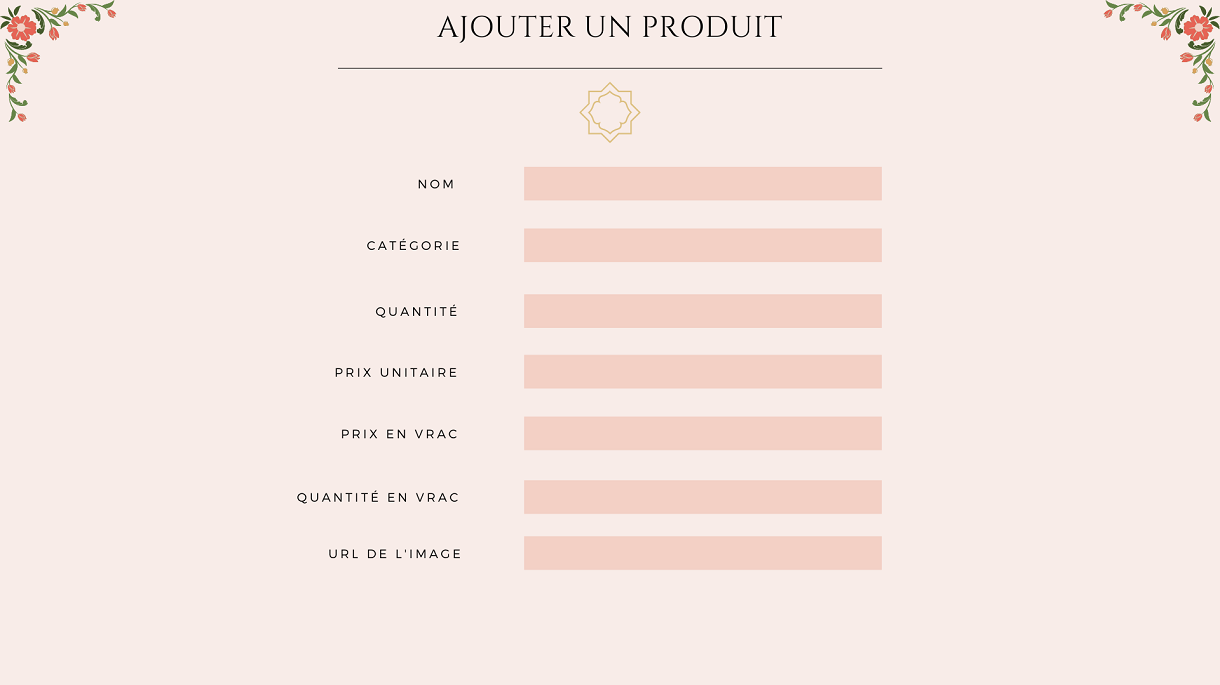 AJOUTER UN PRODUIT
NOM
CATÉGORIE
QUANTITÉ
PRIX UNITAIRE
PRIX EN VRAC
QUANTITÉ EN VRAC
URL DE L'IMAGE